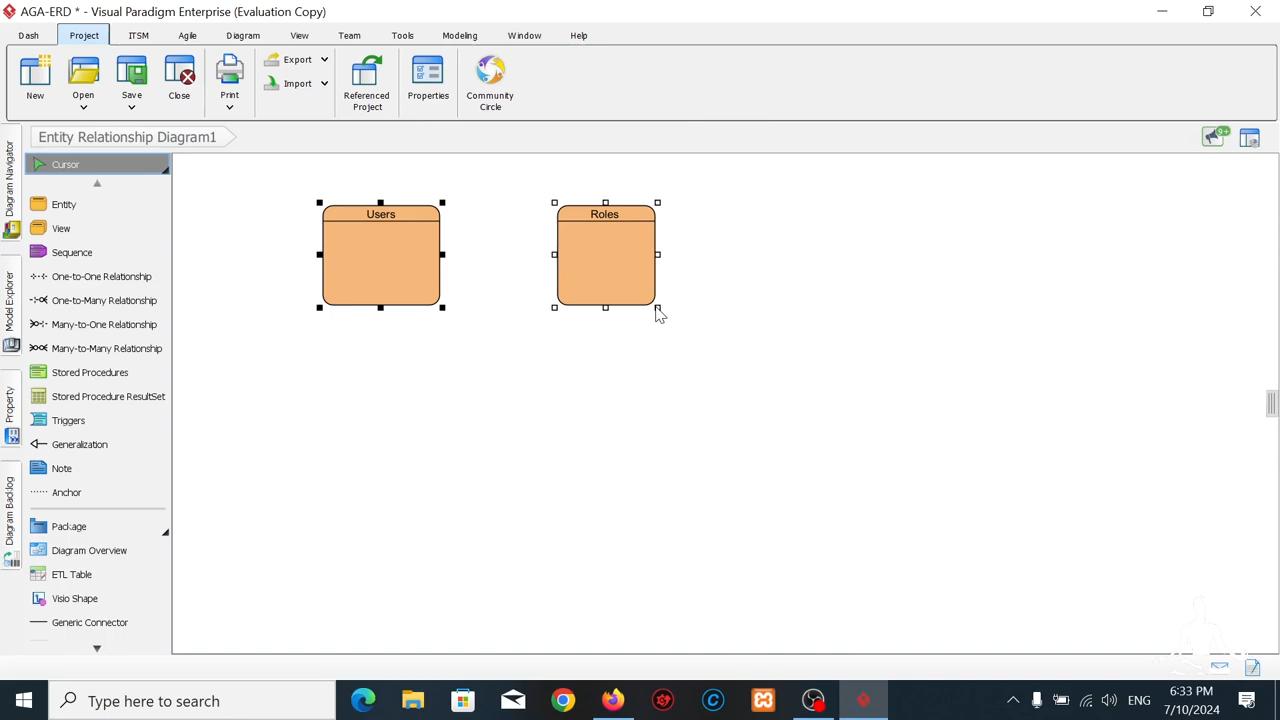 AGA-ERD * - Visual Paradigm Enterprise (Evaluation Copy)
Dash Project ITSM Agile Diagram View Team Tools Modeling Window Help
New Open Save Close Print Export Import Referenced Project Properties Community Circle
Entity Relationship Diagram1
9+
Diagram Navigator
Model Explorer
Property
Diagram Backlog
Cursor
Entity
View
Sequence
One-to-One Relationship
One-to-Many Relationship
Many-to-One Relationship
Many-to-Many Relationship
Stored Procedures
Stored Procedure ResultSet
Triggers
Generalization
Note
Anchor
Package
Diagram Overview
ETL Table
Visio Shape
Generic Connector
Users
Roles
Type here to search
ENG
6:33 PM
7/10/2024